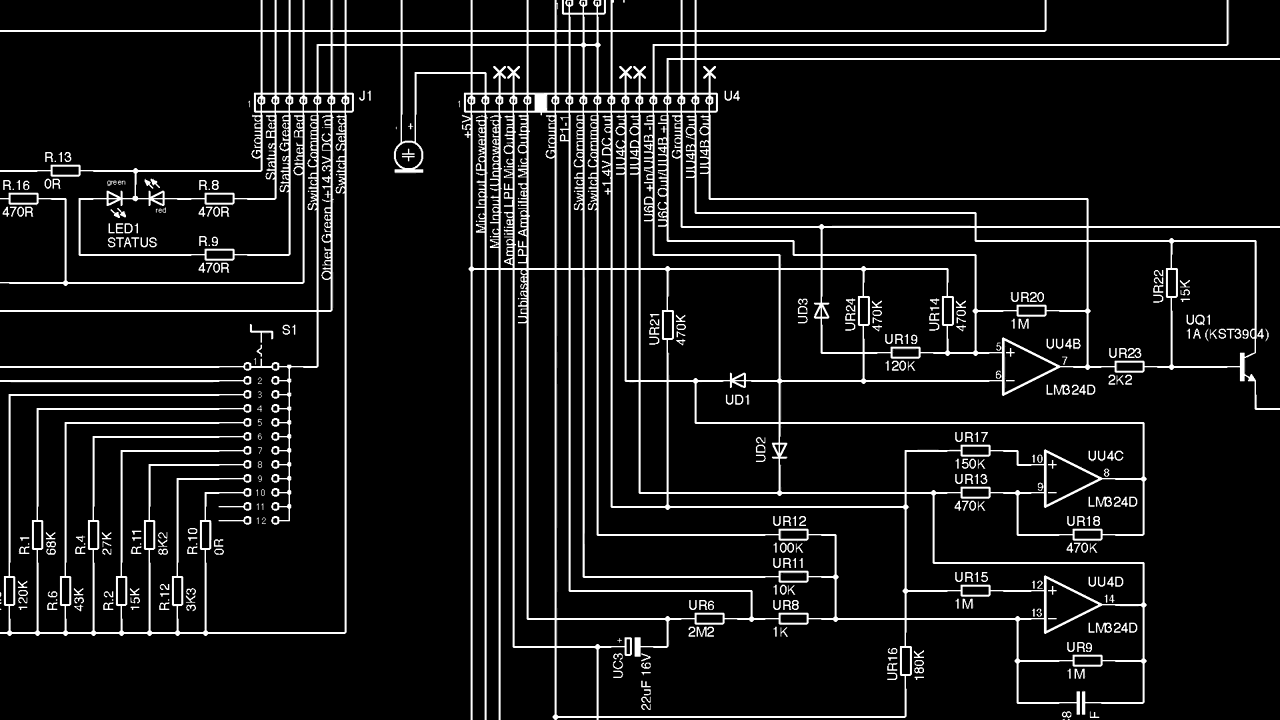 J1
1
U4
1
Ground
Status Red
Status Green
Other Red
Switch Common
Other Green (+14.3V DC in)
Switch Select
+5V
Mic Input (Powered)
Mic Input (Unpowered)
Amplified LPF Mic Output
Unbiased LPF Amplified Mic Output
Ground
P1-1
Switch Common
Switch Common
+1.4V DC out
UU4C Out
UU4D Out
U6D +In/UU4B -In
U6C Out/UU4B +In
Ground
UU4B /Out
UU4B Out
+
R.13
0R
R.16
470R
green
red
LED1
STATUS
R.8
470R
R.9
470R
S1
1
2
3
4
5
6
7
8
9
10
11
12
R.1
68K
R.4
27K
R.11
8K2
R.10
0R
120K
R.6
43K
R.2
15K
R.12
3K3
UR21
470K
UD3
UR24
470K
UR14
470K
UR20
1M
UR19
120K
5
6
7
UU4B
LM324D
UR22
15K
UQ1
1A (KST3904)
UR23
2K2
UD1
UD2
UR17
150K
UR13
470K
10
9
8
UU4C
LM324D
UR18
470K
UR12
100K
UR11
10K
UR6
2M2
UR8
1K
UC3
+
22uF 16V
UR15
1M
12
13
14
UU4D
LM324D
UR16
180K
UR9
1M